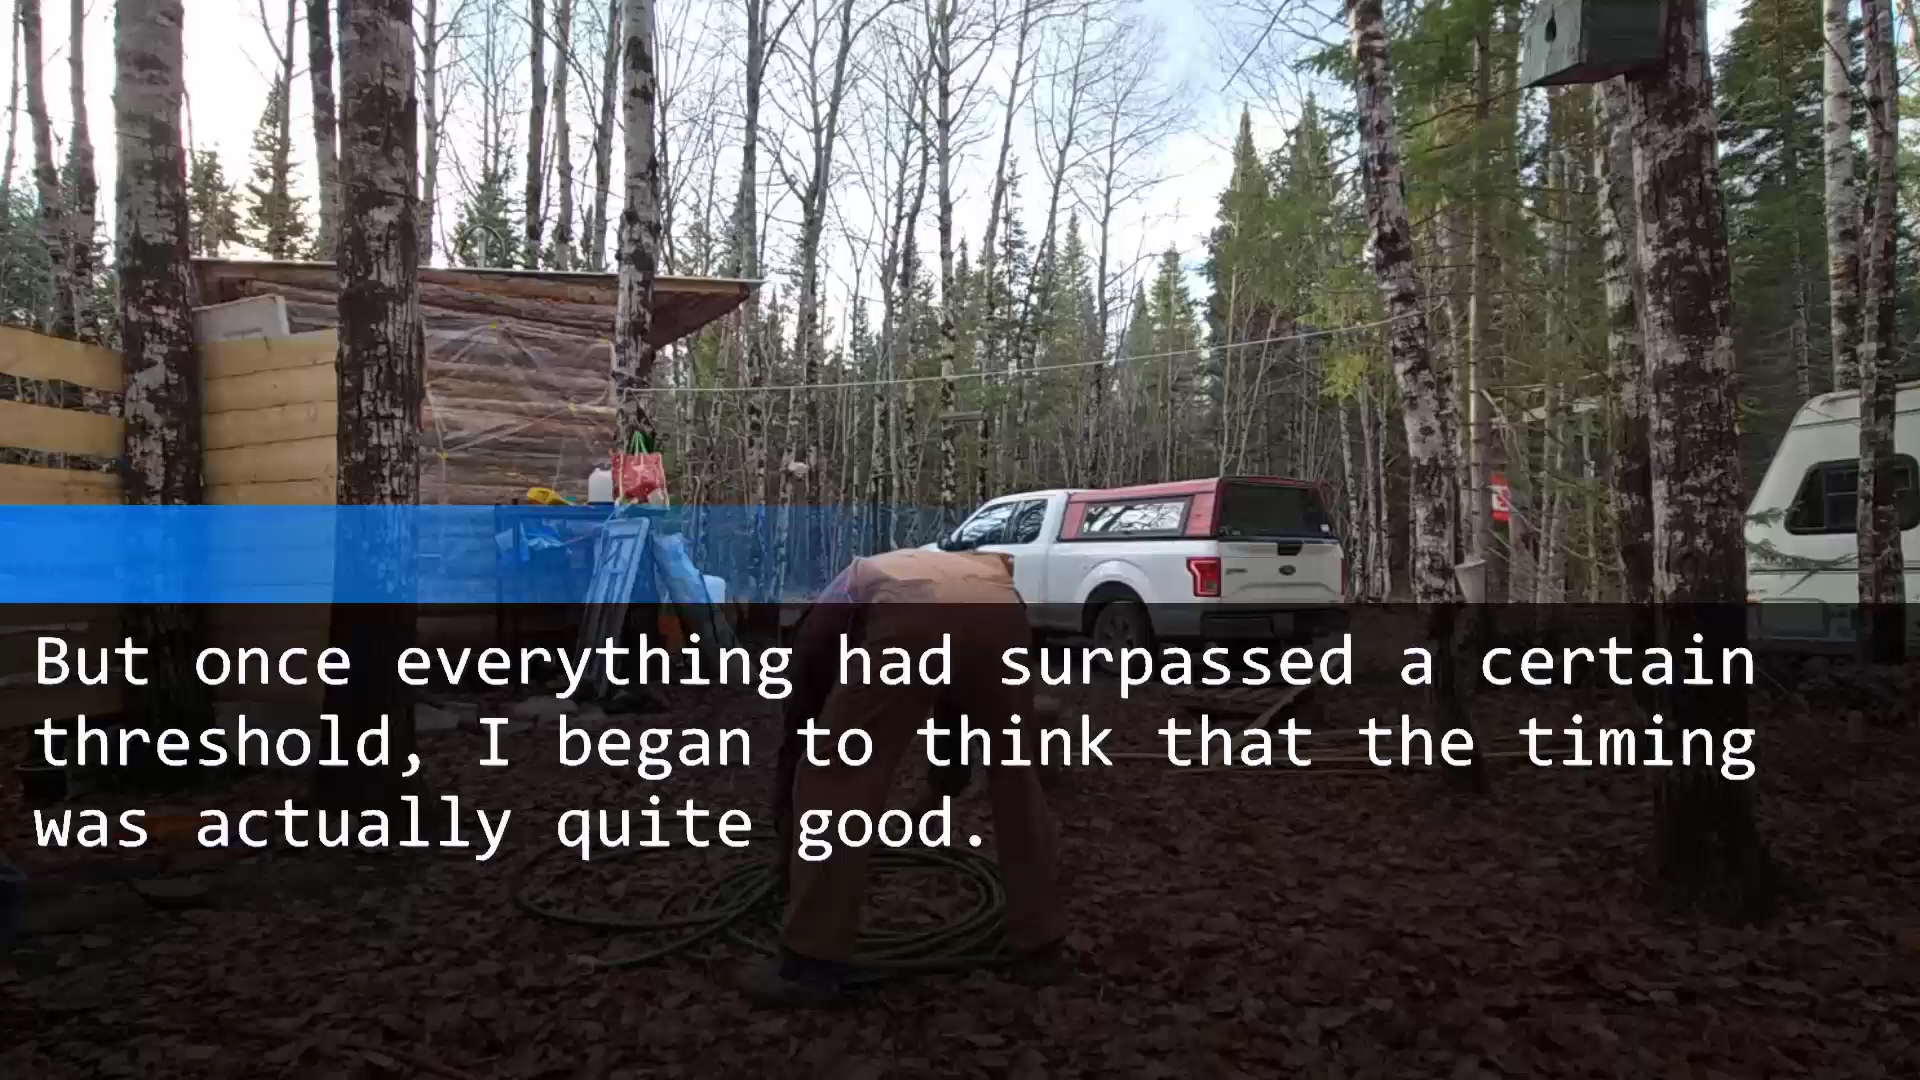 But once everything had surpassed a certain
threshold, I began to think that the timing
was actually quite good.